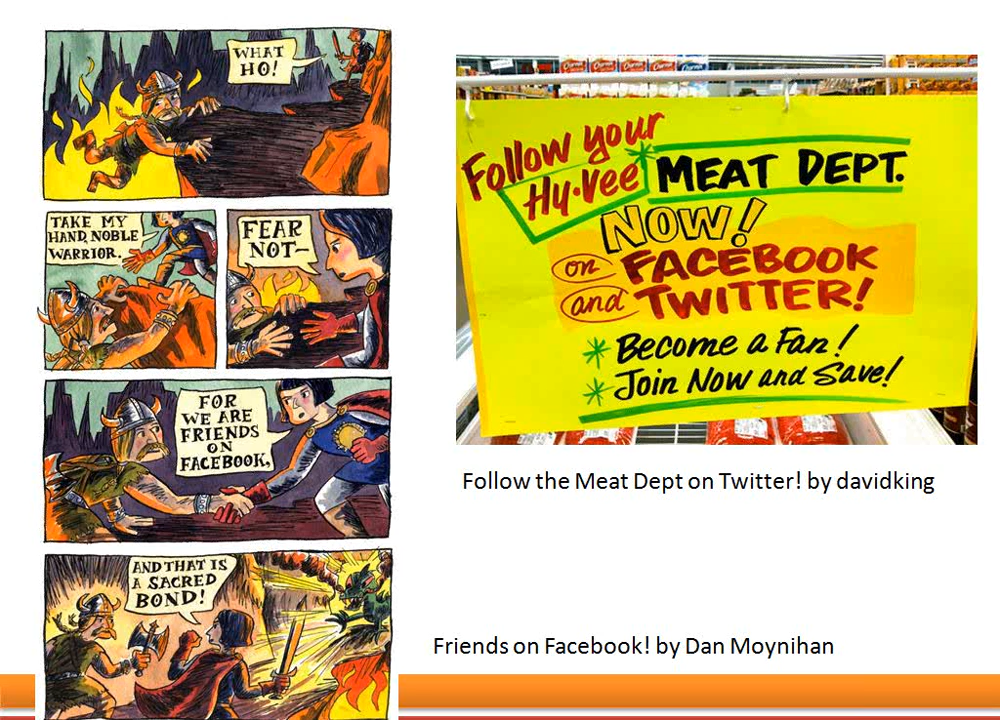 WHAT
HO!
TAKE MY
HAND, NOBLE
WARRIOR.
FEAR
NOT—
FOR
WE ARE
FRIENDS
ON
FACEBOOK,
AND THAT IS
A SACRED
BOND!
Follow your
Hy-Vee MEAT DEPT.
NOW!
on FACEBOOK
and TWITTER!
* Become a Fan!
* Join Now and Save!
Follow the Meat Dept on Twitter! by davidking
Friends on Facebook! by Dan Moynihan